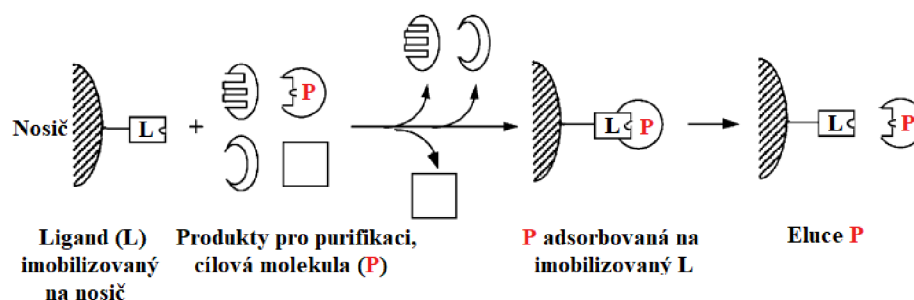 P
Nosič
L
+
L
P
L
P
Ligand (L)
imobilizovaný
na nosič
Produkty pro purifikaci,
cílová molekula (P)
P adsorbovaná na
imobilizovaný L
Eluce P